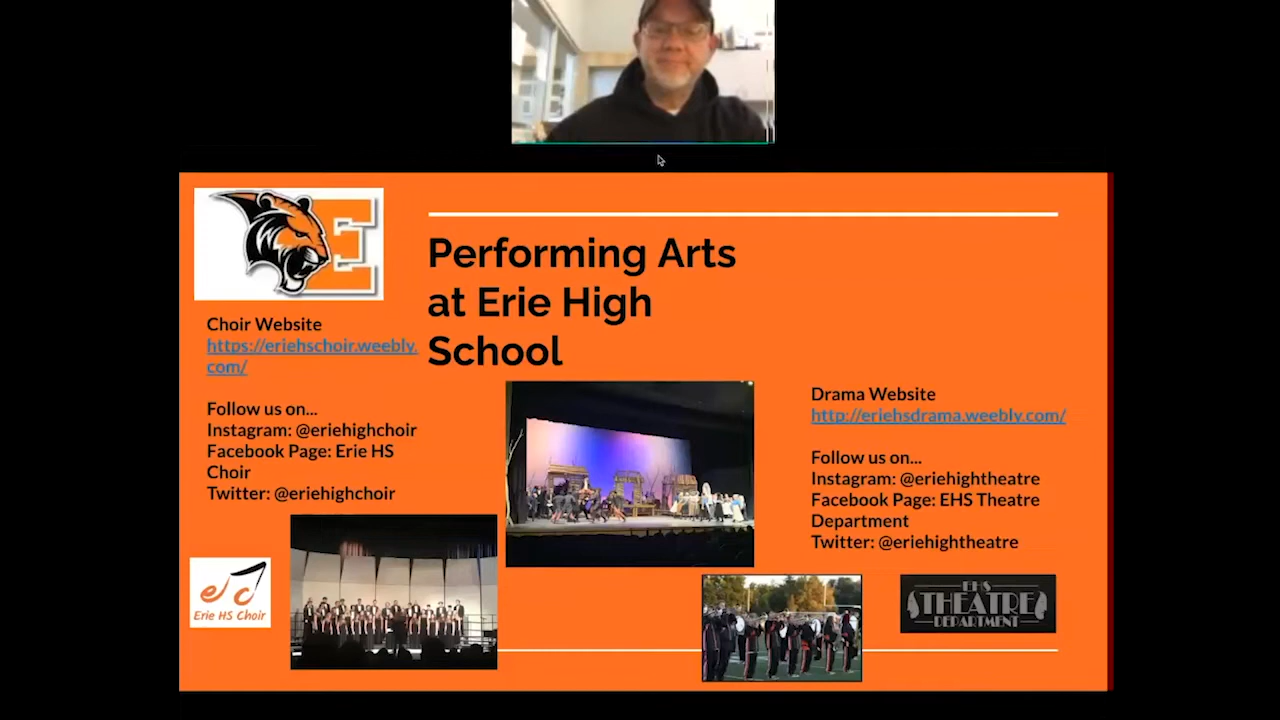 E
Performing Arts
at Erie High
School
Choir Website
https://eriehschoir.weebly.
com/
Follow us on...
Instagram: @eriehighchoir
Facebook Page: Erie HS
Choir
Twitter: @eriehighchoir
Drama Website
http://eriehsdrama.weebly.com/
Follow us on...
Instagram: @eriehightheatre
Facebook Page: EHS Theatre
Department
Twitter: @eriehightheatre
Erie HS Choir
EHS
THEATRE
DEPARTMENT